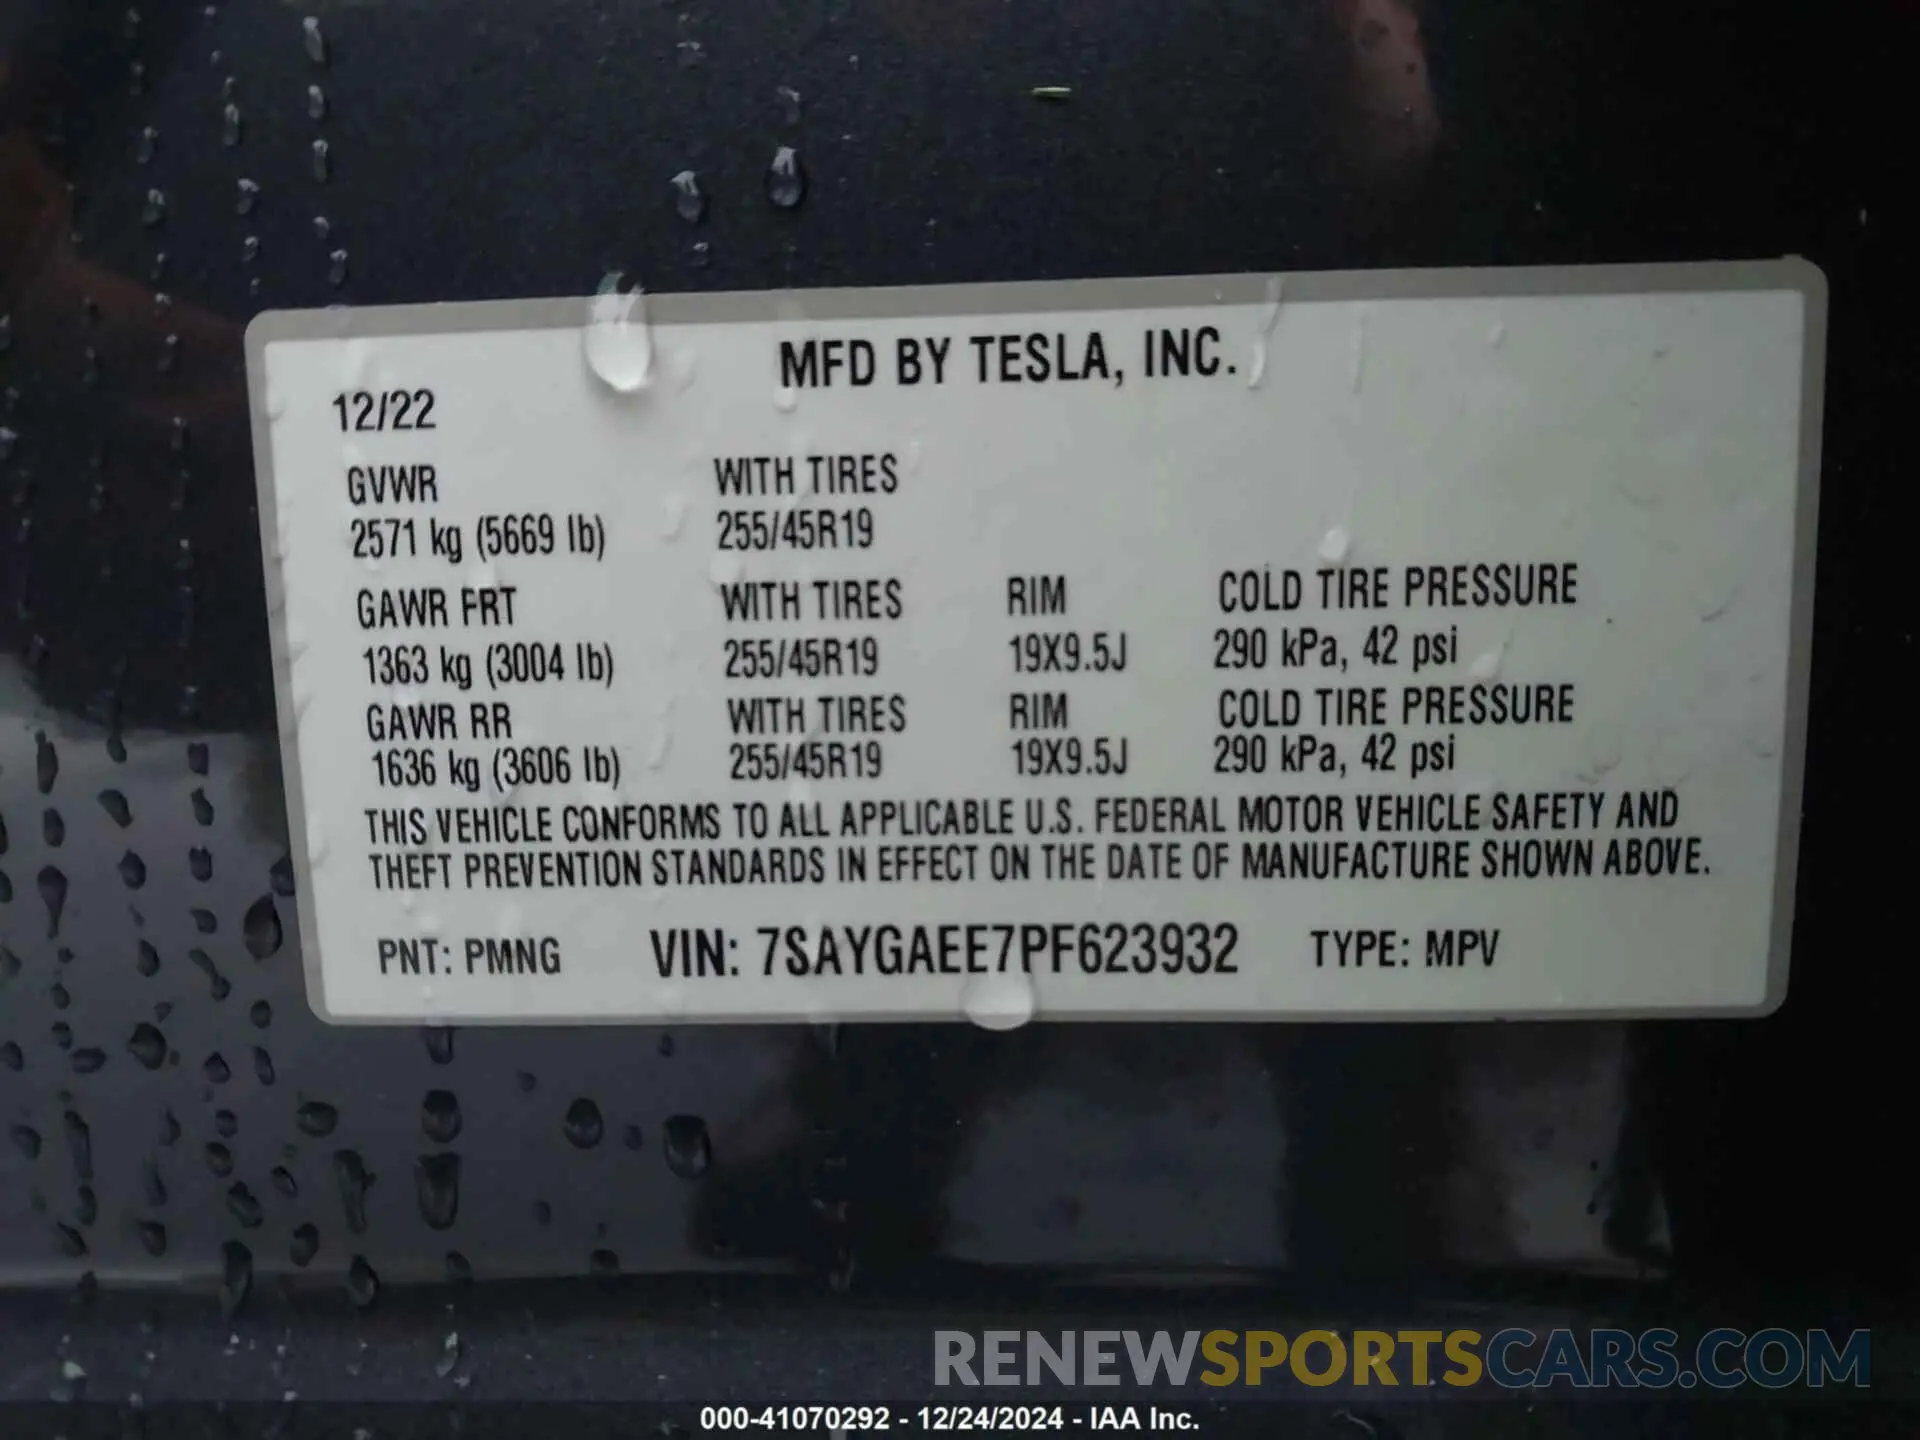 MFD BY TESLA, INC.
12/22
GVWR WITH TIRES
2571 kg (5669 lb) 255/45R19
GAWR FRT WITH TIRES RIM COLD TIRE PRESSURE
1363 kg (3004 lb) 255/45R19 19X9.5J 290 kPa, 42 psi
GAWR RR WITH TIRES RIM COLD TIRE PRESSURE
1636 kg (3606 lb) 255/45R19 19X9.5J 290 kPa, 42 psi
THIS VEHICLE CONFORMS TO ALL APPLICABLE U.S. FEDERAL MOTOR VEHICLE SAFETY AND
THEFT PREVENTION STANDARDS IN EFFECT ON THE DATE OF MANUFACTURE SHOWN ABOVE.
PNT: PMNG VIN: 7SAYGAEE7PF623932 TYPE: MPV
RENEWSPORTSCARS.COM
000-41070292 - 12/24/2024 - IAA Inc.